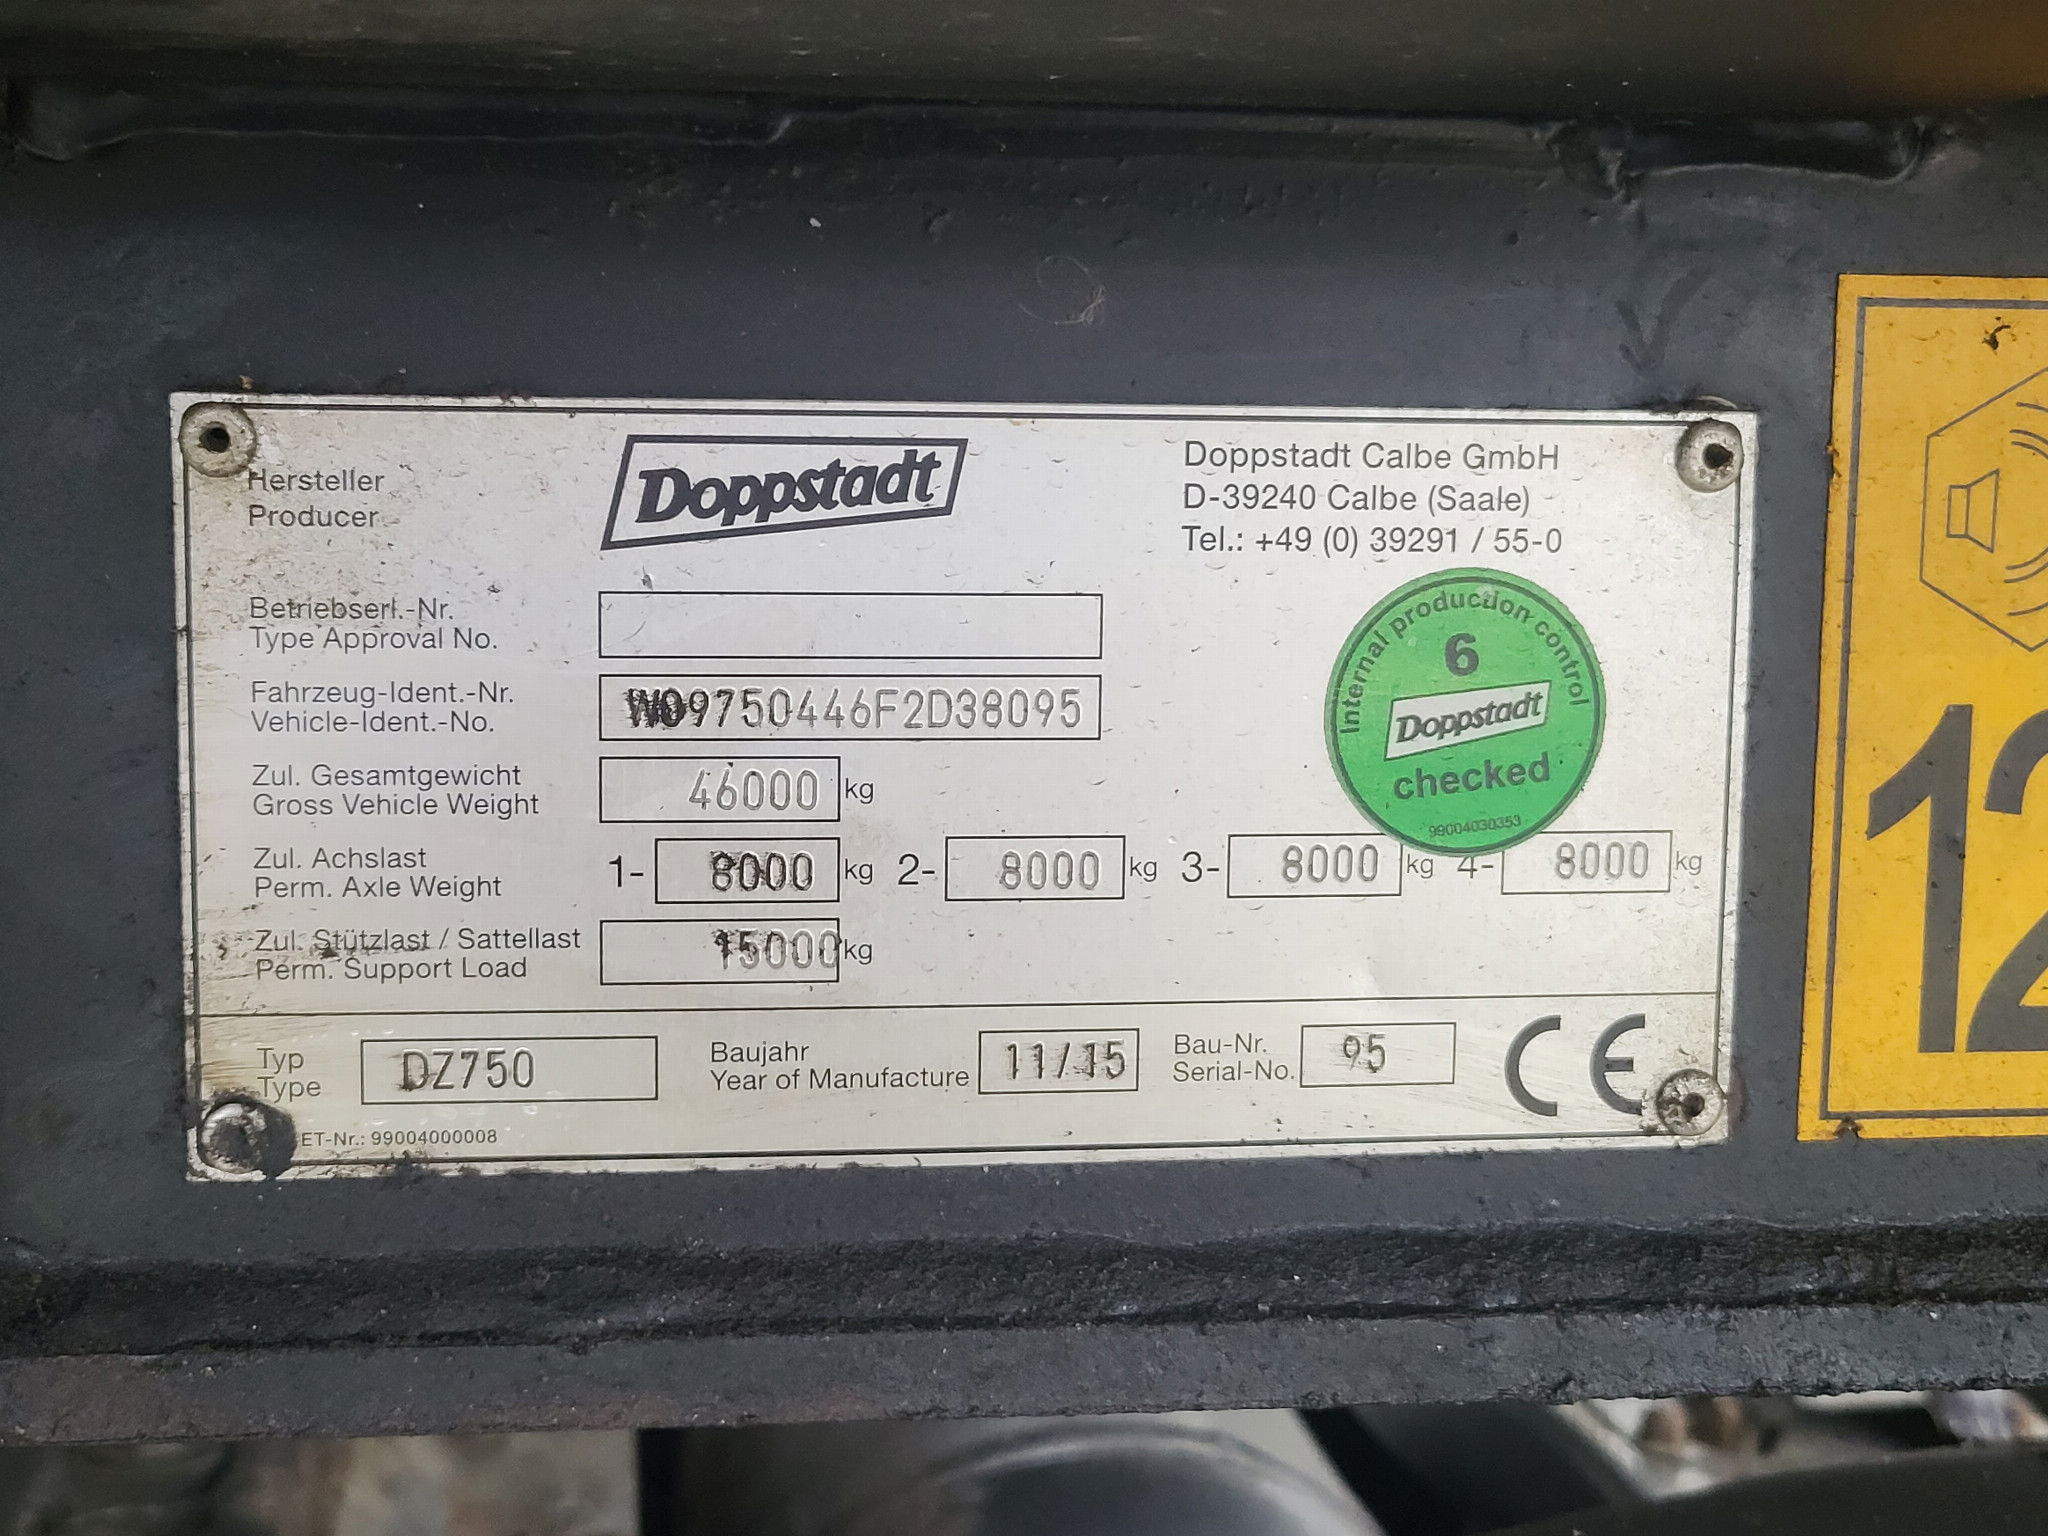 Hersteller
Producer
Doppstadt
Doppstadt Calbe GmbH
D-39240 Calbe (Saale)
Tel.: +49 (0) 39291 / 55-0
Betriebserl.-Nr.
Type Approval No.
Fahrzeug-Ident.-Nr.
Vehicle-Ident.-No.
W09750446F2D38095
Zul. Gesamtgewicht
Gross Vehicle Weight
46000 kg
Zul. Achslast
Perm. Axle Weight
1- 8000 kg 2- 8000 kg 3- 8000 kg 4- 8000 kg
Zul. Stützlast / Sattellast
Perm. Support Load
15000 kg
Internal production control
6
Doppstadt
checked
99004030353
Typ
Type
DZ750
Baujahr
Year of Manufacture
11/15
Bau-Nr.
Serial-No.
95
CE
ET-Nr.: 99004000008
12